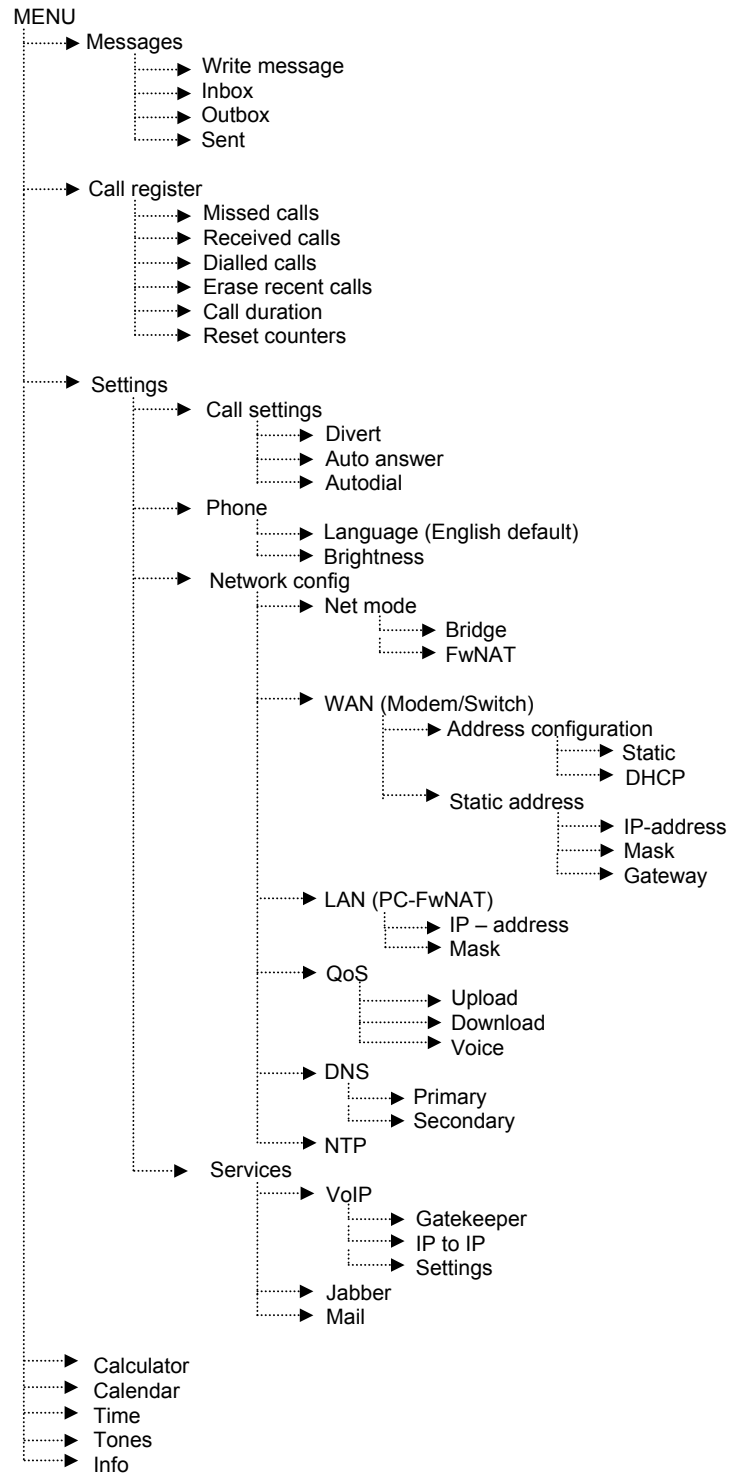 MENU
Messages
Write message
Inbox
Outbox
Sent
Call register
Missed calls
Received calls
Dialled calls
Erase recent calls
Call duration
Reset counters
Settings
Call settings
Divert
Auto answer
Autodial
Phone
Language (English default)
Brightness
Network config
Net mode
Bridge
FwNAT
WAN (Modem/Switch)
Address configuration
Static
DHCP
Static address
IP-address
Mask
Gateway
LAN (PC-FwNAT)
IP – address
Mask
QoS
Upload
Download
Voice
DNS
Primary
Secondary
NTP
Services
VoIP
Gatekeeper
IP to IP
Settings
Jabber
Mail
Calculator
Calendar
Time
Tones
Info